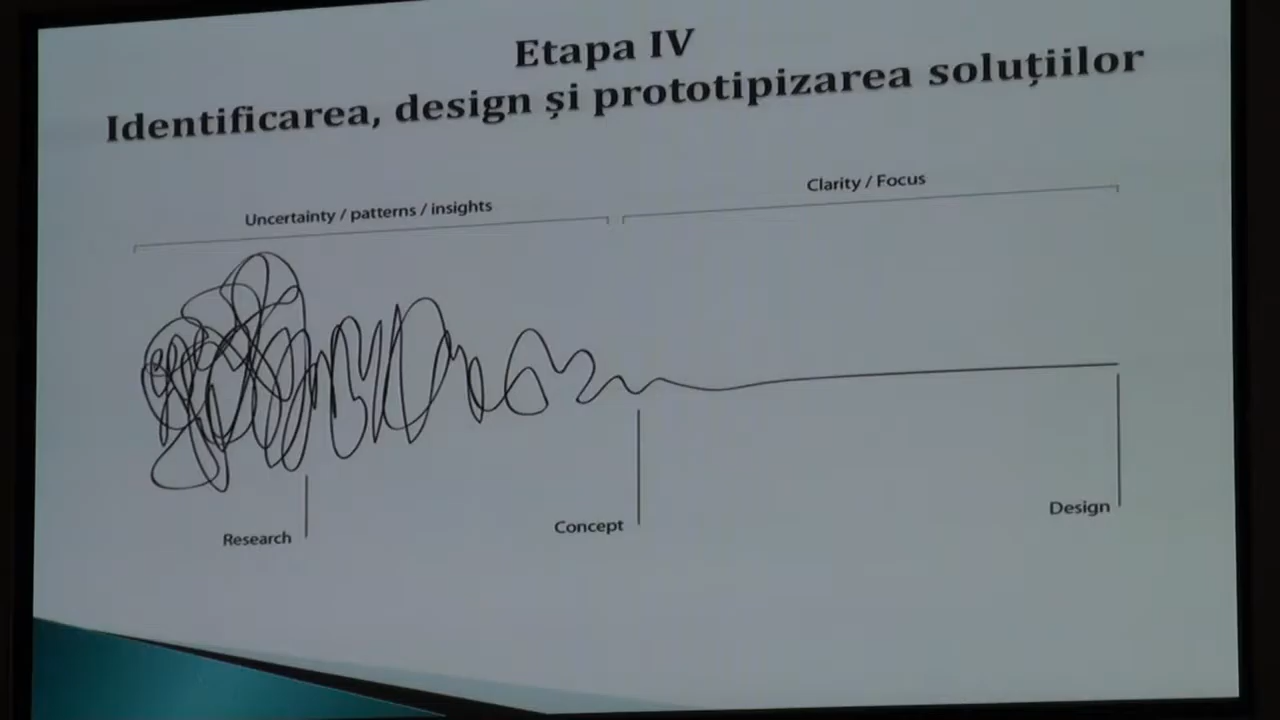 Etapa IV
Identificarea, design și prototipizarea soluțiilor
Clarity / Focus
Uncertainty / patterns / insights
Research
Concept
Design